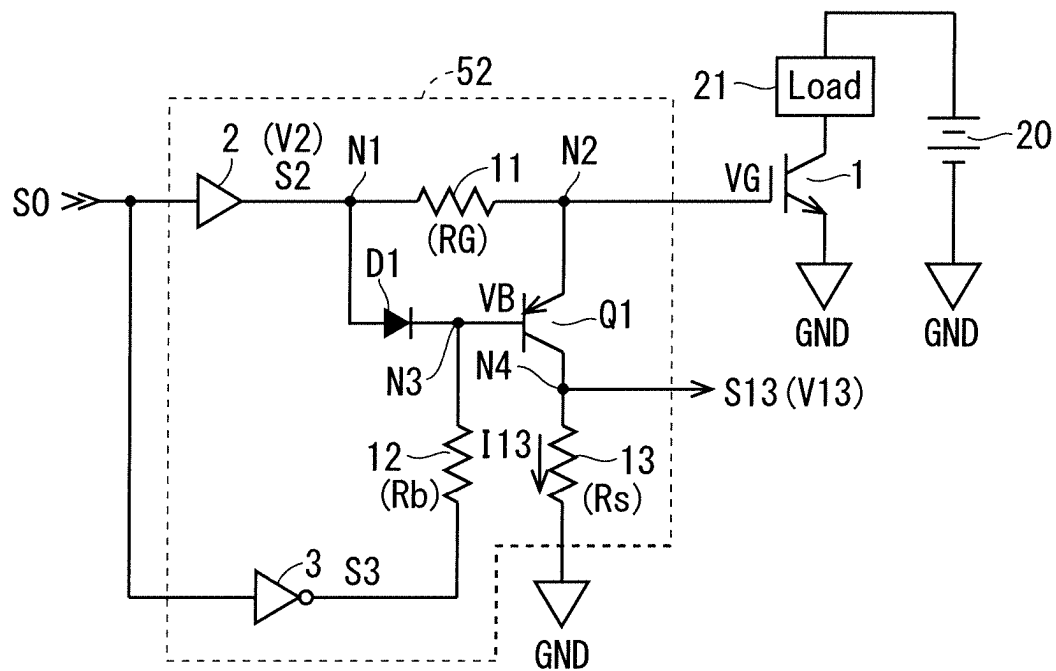 52
21
Load
20
2
(V2)
S2
N1
11
N2
S0
(RG)
VG
1
D1
VB
Q1
GND
GND
N3
N4
S13(V13)
12
(Rb)
I13
13
(Rs)
3
S3
GND